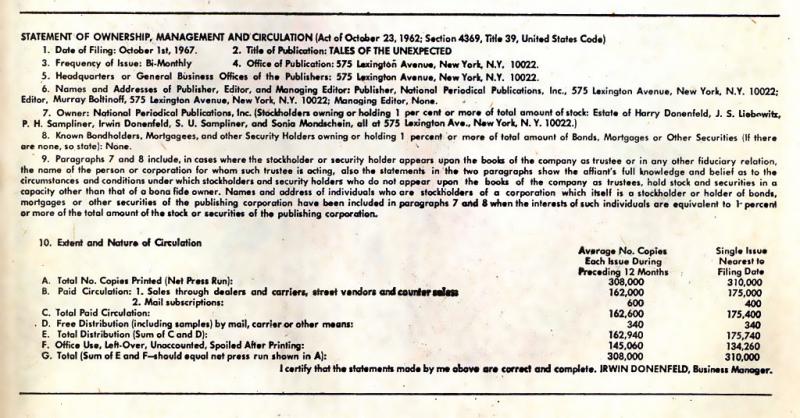 STATEMENT OF OWNERSHIP, MANAGEMENT AND CIRCULATION (Act of October 23, 1962; Section 4369, Title 39, United States Code)
1. Date of Filing: October 1st, 1967. 2. Title of Publication: TALES OF THE UNEXPECTED
3. Frequency of Issue: Bi-Monthly 4. Office of Publication: 575 Lexington Avenue, New York, N.Y. 10022.
5. Headquarters or General Business Offices of the Publishers: 575 Lexington Avenue, New York, N.Y. 10022.
6. Names and Addresses of Publisher, Editor, and Managing Editor: Publisher, National Periodical Publications, Inc., 575 Lexington Avenue, New York, N.Y. 10022;
Editor, Murray Boltinoff, 575 Lexington Avenue, New York, N.Y. 10022; Managing Editor, None.
7. Owner: National Periodical Publications, Inc. (Stockholders owning or holding 1 per cent or more of total amount of stock: Estate of Harry Donenfeld, J. S. Liebowitz,
P. H. Sampliner, Irwin Donenfeld, S. U. Sampliner, and Sonia Mondschein, all at 575 Lexington Ave., New York, N. Y. 10022.)
8. Known Bondholders, Mortgagees, and other Security Holders owning or holding 1 percent or more of total amount of Bonds, Mortgages or Other Securities (If there
are none, so state): None.
9. Paragraphs 7 and 8 include, in cases where the stockholder or security holder appears upon the books of the company as trustee or in any other fiduciary relation,
the name of the person or corporation for whom such trustee is acting, also the statements in the two paragraphs show the affiant's full knowledge and belief as to the
circumstances and conditions under which stockholders and security holders who do not appear upon the books of the company as trustees, hold stock and securities in a
capacity other than that of a bona fide owner. Names and address of individuals who are stockholders of a corporation which itself is a stockholder or holder of bonds,
mortgages or other securities of the publishing corporation have been included in paragraphs 7 and 8 when the interests of such individuals are equivalent to 1 percent
or more of the total amount of the stock or securities of the publishing corporation.
10. Extent and Nature of Circulation
Average No. Copies Single Issue
Each Issue During Nearest to
Preceding 12 Months Filing Date
A. Total No. Copies Printed (Net Press Run): 308,000 310,000
B. Paid Circulation: 1. Sales through dealers and carriers, street vendors and counter sales 162,000 175,000
2. Mail subscriptions: 600 400
C. Total Paid Circulation: 162,600 175,400
D. Free Distribution (including samples) by mail, carrier or other means: 340 340
E. Total Distribution (Sum of C and D): 162,940 175,740
F. Office Use, Left-Over, Unaccounted, Spoiled After Printing: 145,060 134,260
G. Total (Sum of E and F—should equal net press run shown in A): 308,000 310,000
I certify that the statements made by me above are correct and complete. IRWIN DONENFELD, Business Manager.